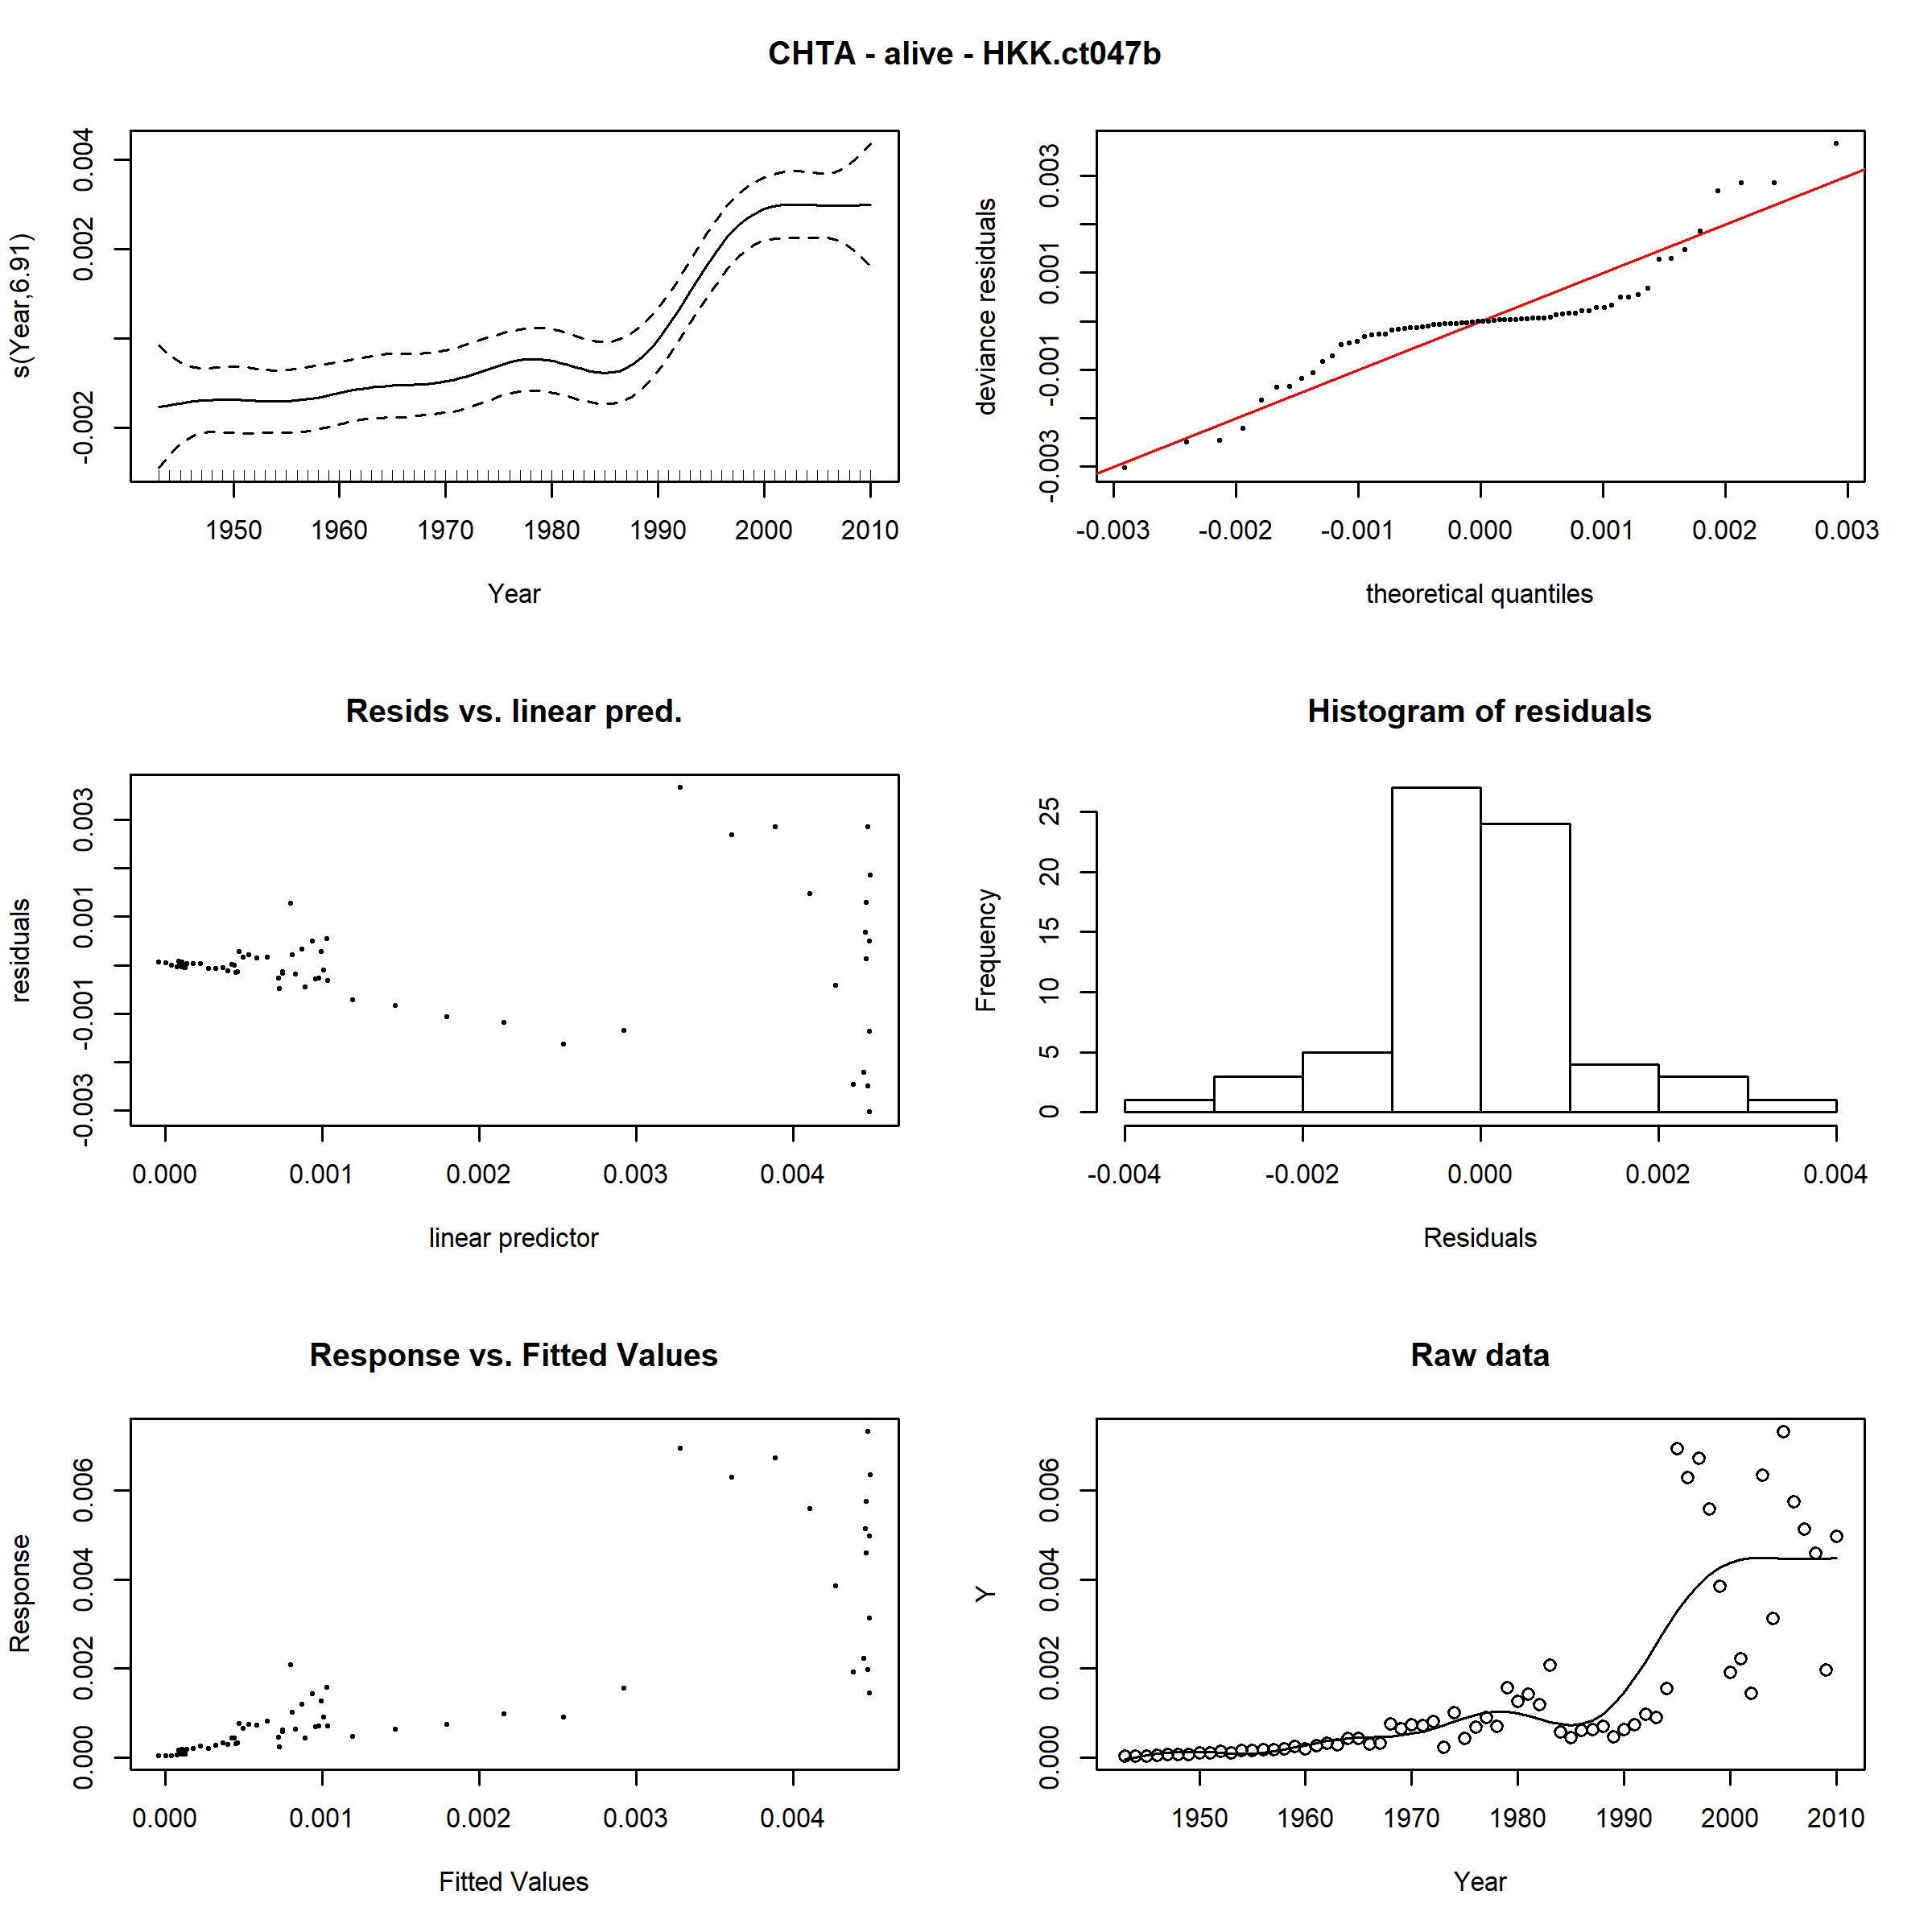 CHTA - alive - HKK.ct047b
s(Year,6.91)
-0.002 0.002 0.004
1950 1960 1970 1980 1990 2000 2010
Year
deviance residuals
-0.003 -0.001 0.001 0.003
-0.003 -0.002 -0.001 0.000 0.001 0.002 0.003
theoretical quantiles
Resids vs. linear pred.
residuals
-0.003 -0.001 0.001 0.003
0.000 0.001 0.002 0.003 0.004
linear predictor
Histogram of residuals
Frequency
0 5 10 15 20 25
-0.004 -0.002 0.000 0.002 0.004
Residuals
Response vs. Fitted Values
Response
0.000 0.002 0.004 0.006
0.000 0.001 0.002 0.003 0.004
Fitted Values
Raw data
Y
0.000 0.002 0.004 0.006
1950 1960 1970 1980 1990 2000 2010
Year